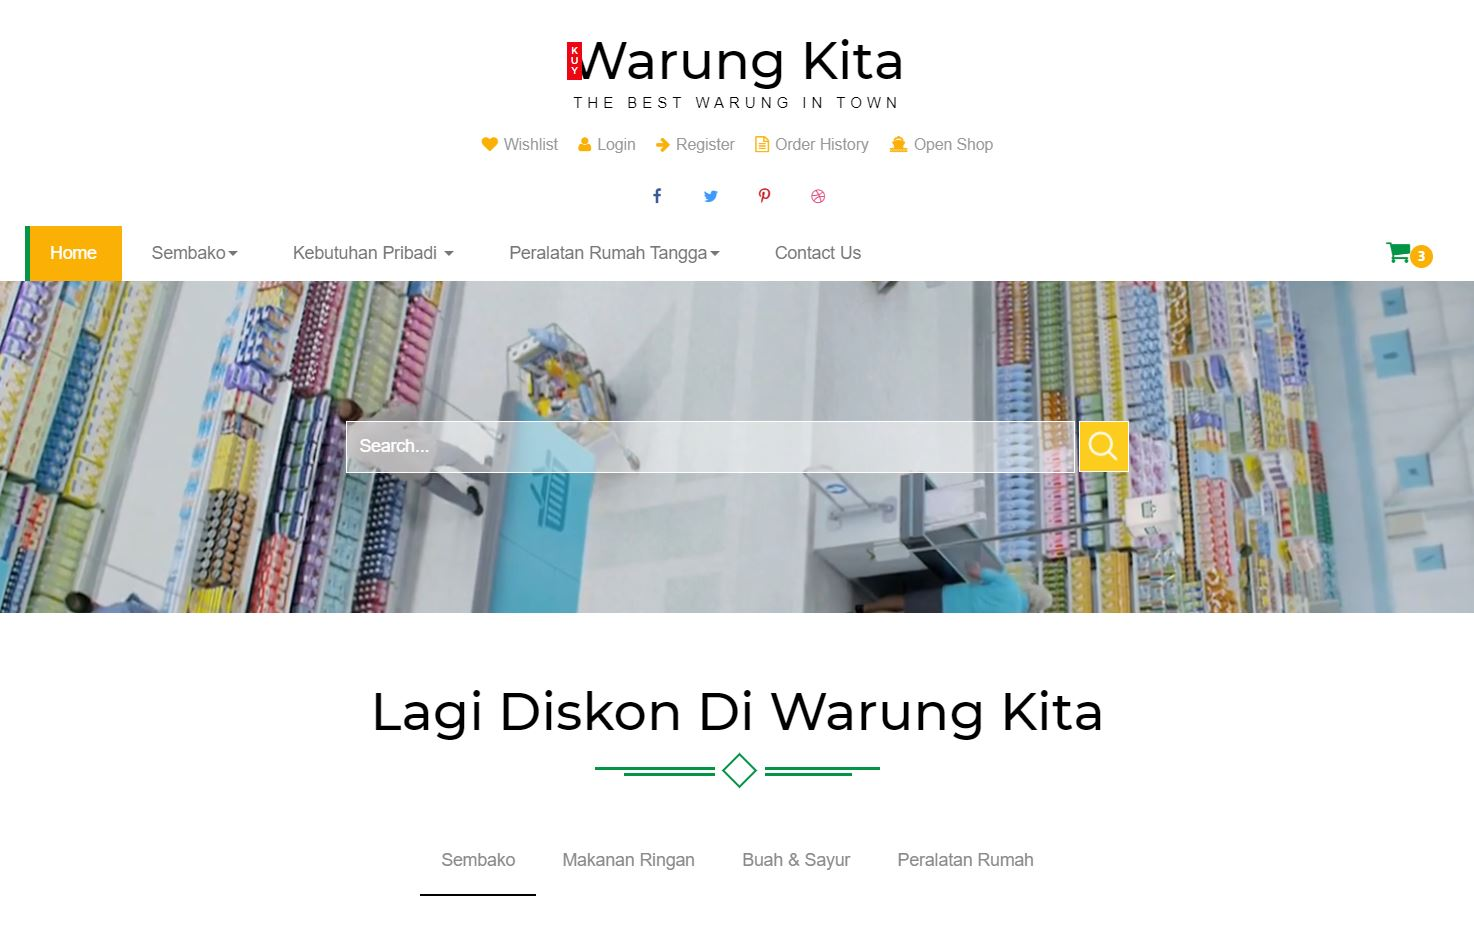 KUY
Warung Kita
THE BEST WARUNG IN TOWN
Wishlist Login Register Order History Open Shop
Home Sembako Kebutuhan Pribadi Peralatan Rumah Tangga Contact Us 3
Search...
Lagi Diskon Di Warung Kita
Sembako Makanan Ringan Buah & Sayur Peralatan Rumah